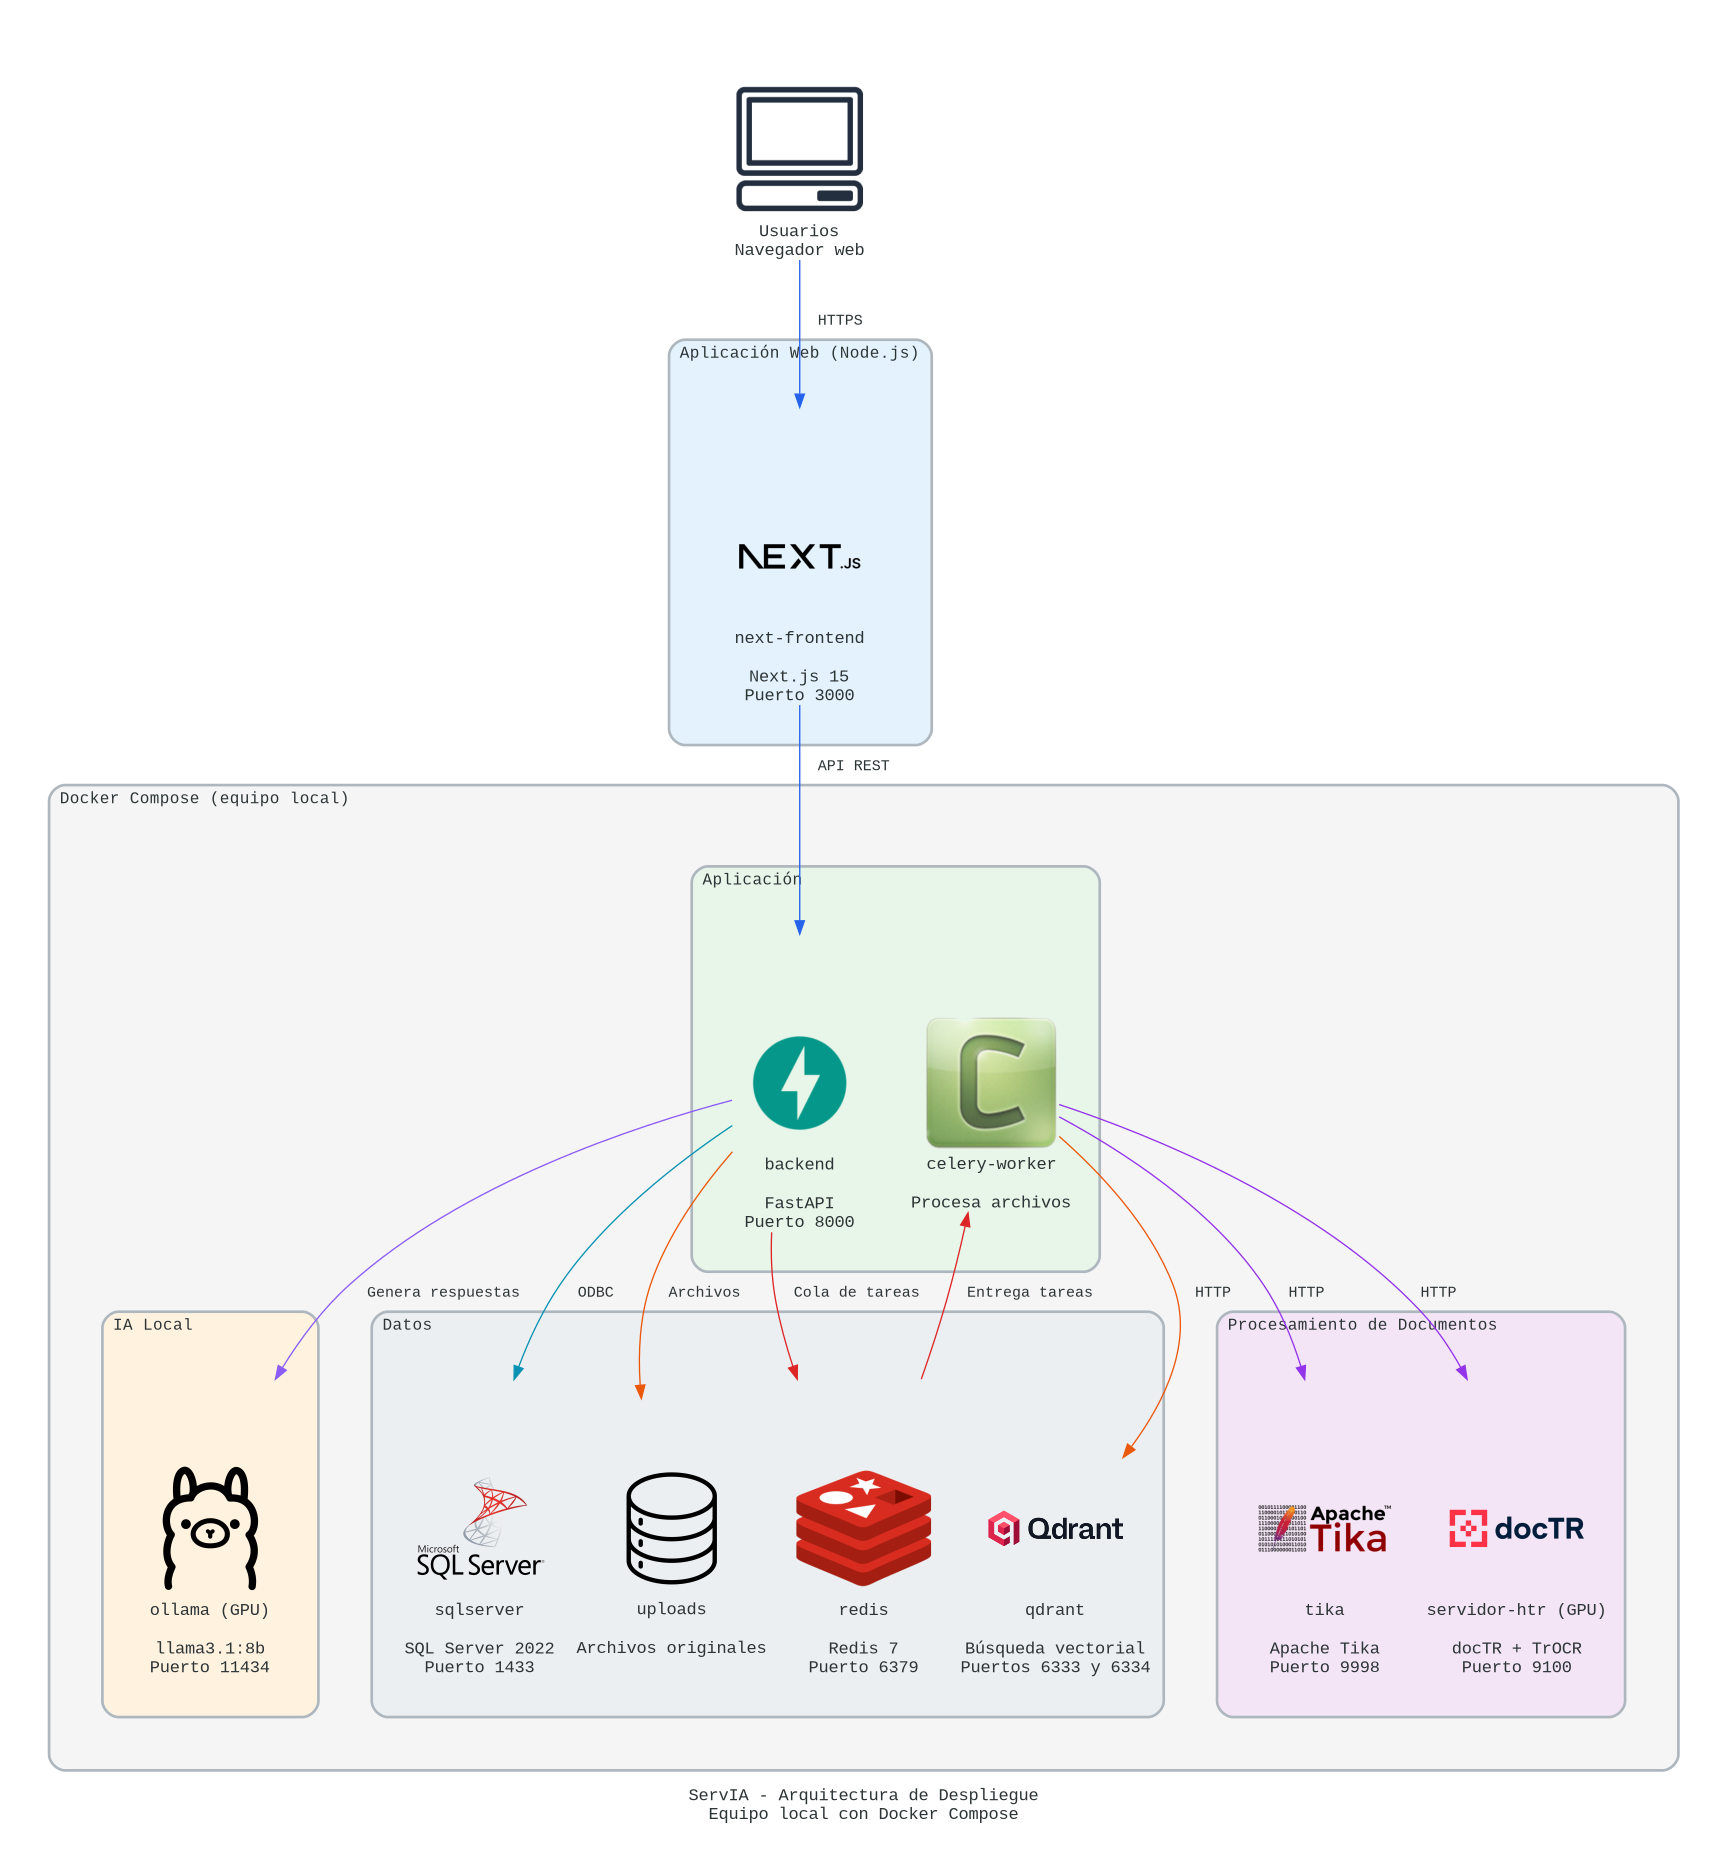 Usuarios
Navegador web
HTTPS
Aplicación Web (Node.js)
NEXT.JS
next-frontend
Next.js 15
Puerto 3000
API REST
Docker Compose (equipo local)
Aplicación
backend
FastAPI
Puerto 8000
celery-worker
Procesa archivos
Genera respuestas
ODBC
Archivos
Cola de tareas
Entrega tareas
HTTP
HTTP
HTTP
IA Local
ollama (GPU)
llama3.1:8b
Puerto 11434
Datos
Microsoft
SQL Server
sqlserver
SQL Server 2022
Puerto 1433
uploads
Archivos originales
redis
Redis 7
Puerto 6379
Qdrant
qdrant
Búsqueda vectorial
Puertos 6333 y 6334
Procesamiento de Documentos
Apache™
Tika
tika
Apache Tika
Puerto 9998
docTR
servidor-htr (GPU)
docTR + TrOCR
Puerto 9100
ServIA - Arquitectura de Despliegue
Equipo local con Docker Compose